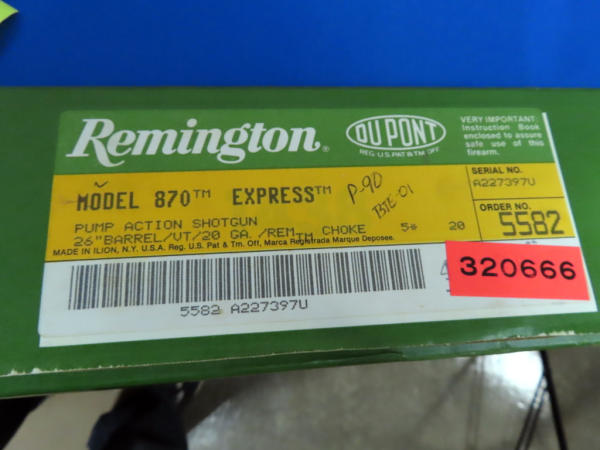 Remington®
DU PONT
REG. U.S. PAT & TM. OFF
VERY IMPORTANT:
Instruction Book
enclosed to assure
safe use of this
firearm.
MODEL 870™ EXPRESS™
P-90
BTE-01
SERIAL NO.
A227397U
ORDER NO.
5582
PUMP ACTION SHOTGUN
26"BARREL/VT/20 GA./REM™ CHOKE 5* 20
MADE IN ILION, N.Y. U.S.A. Reg. U.S. Pat & Tm. Off, Marca Registrada Marque Deposee.
320666
5582 A227397U